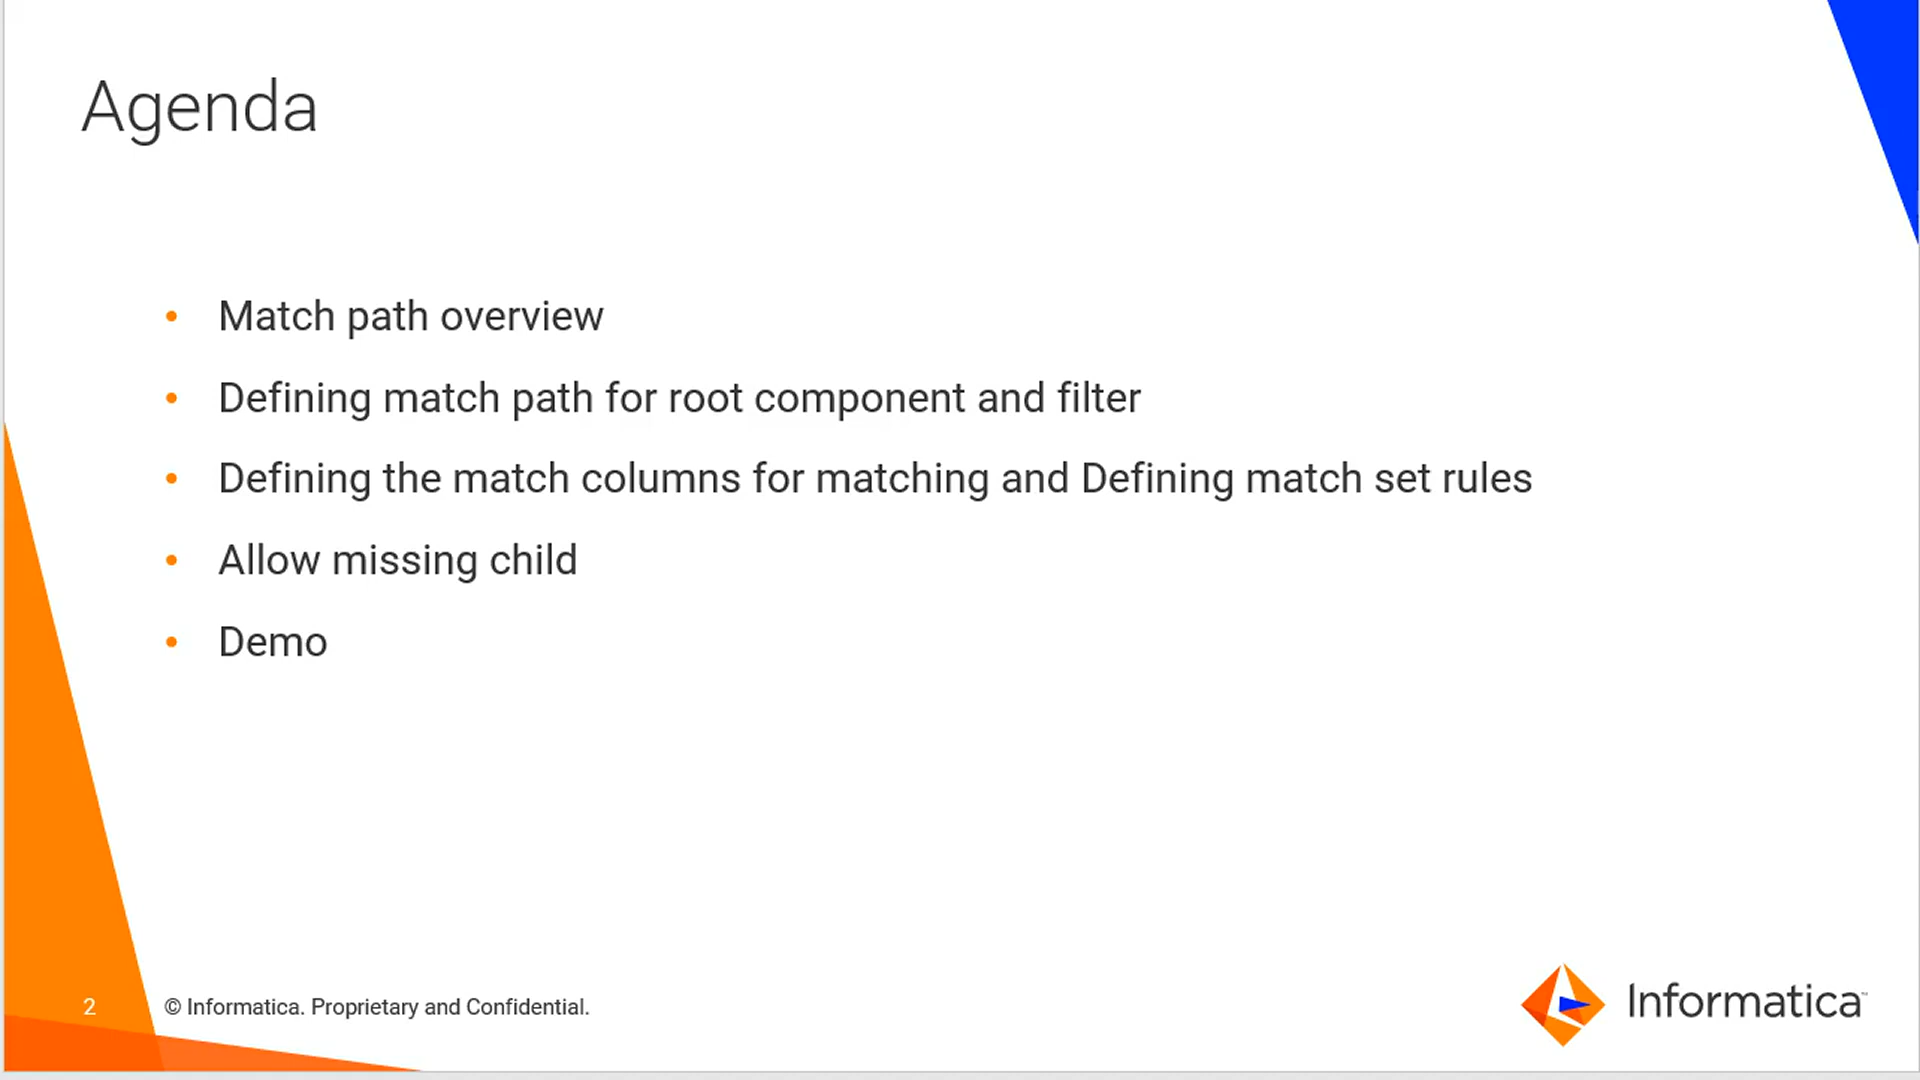 Agenda
• Match path overview
• Defining match path for root component and filter
• Defining the match columns for matching and Defining match set rules
• Allow missing child
• Demo
2 © Informatica. Proprietary and Confidential.
Informatica™